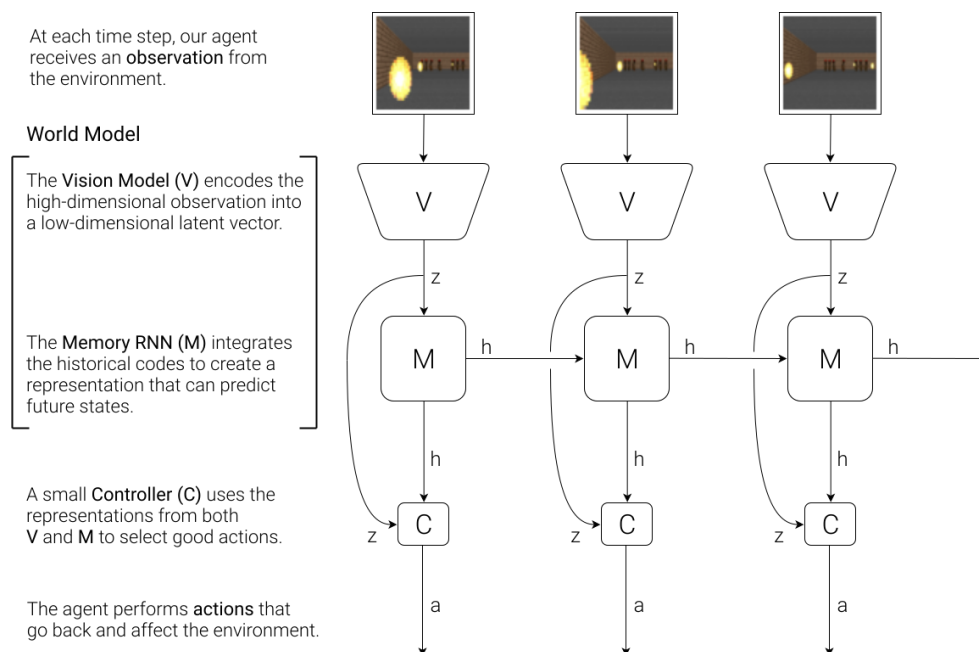 At each time step, our agent
receives an observation from
the environment.
World Model
The Vision Model (V) encodes the
high-dimensional observation into
a low-dimensional latent vector.
The Memory RNN (M) integrates
the historical codes to create a
representation that can predict
future states.
A small Controller (C) uses the
representations from both
V and M to select good actions.
The agent performs actions that
go back and affect the environment.
V V V
z z z
h h h
M M M
h h h
C C C
z z z
a a a